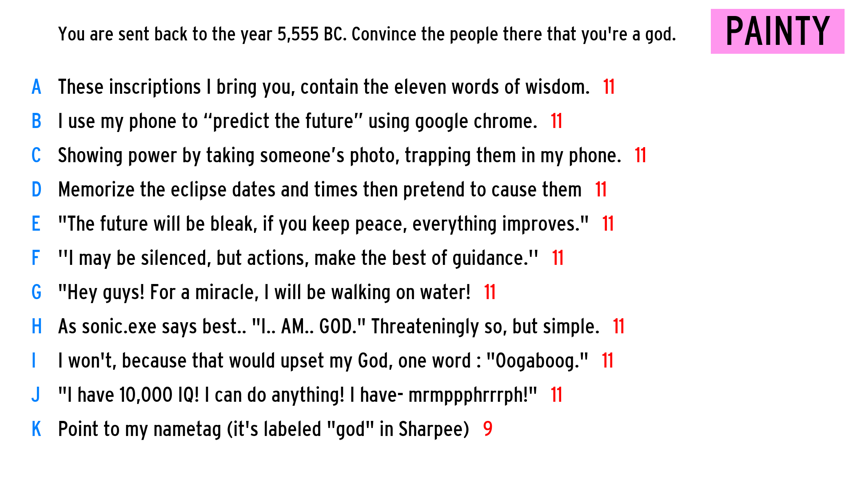 You are sent back to the year 5,555 BC. Convince the people there that you're a god.
PAINTY
A These inscriptions I bring you, contain the eleven words of wisdom. 11
B I use my phone to “predict the future” using google chrome. 11
C Showing power by taking someone’s photo, trapping them in my phone. 11
D Memorize the eclipse dates and times then pretend to cause them 11
E "The future will be bleak, if you keep peace, everything improves." 11
F ''I may be silenced, but actions, make the best of guidance.'' 11
G "Hey guys! For a miracle, I will be walking on water! 11
H As sonic.exe says best.. "I.. AM.. GOD." Threateningly so, but simple. 11
I I won't, because that would upset my God, one word : "Oogaboog." 11
J "I have 10,000 IQ! I can do anything! I have- mrmppphrrrph!" 11
K Point to my nametag (it's labeled "god" in Sharpee) 9